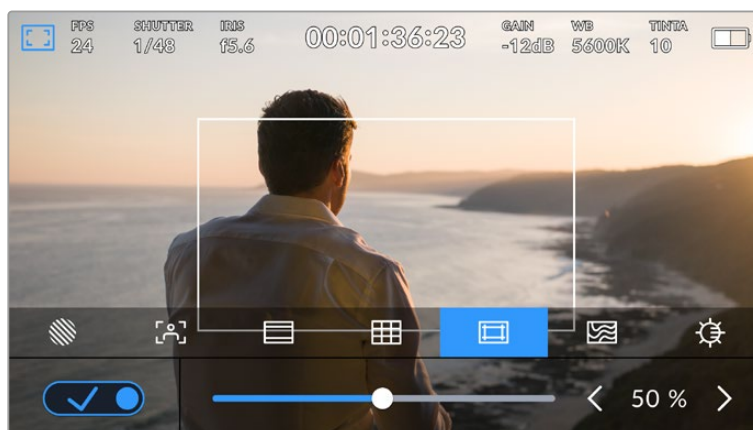 FPS SHUTTER IRIS 00:01:36:23 GAIN WB TINTA
24 1/48 f5.6 -12dB 5600K 10
50 %